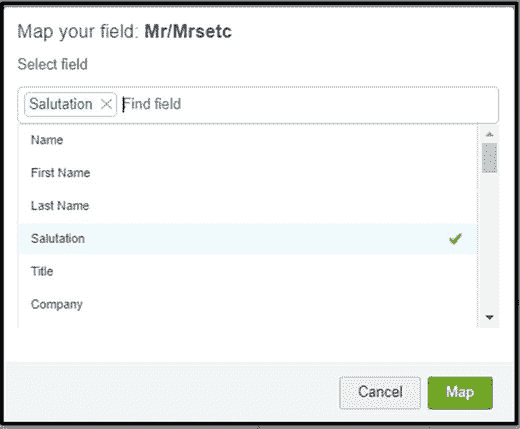 Map your field: Mr/Mrsetc
Select field
Salutation × Find field
Name
First Name
Last Name
Salutation
Title
Company
Cancel Map